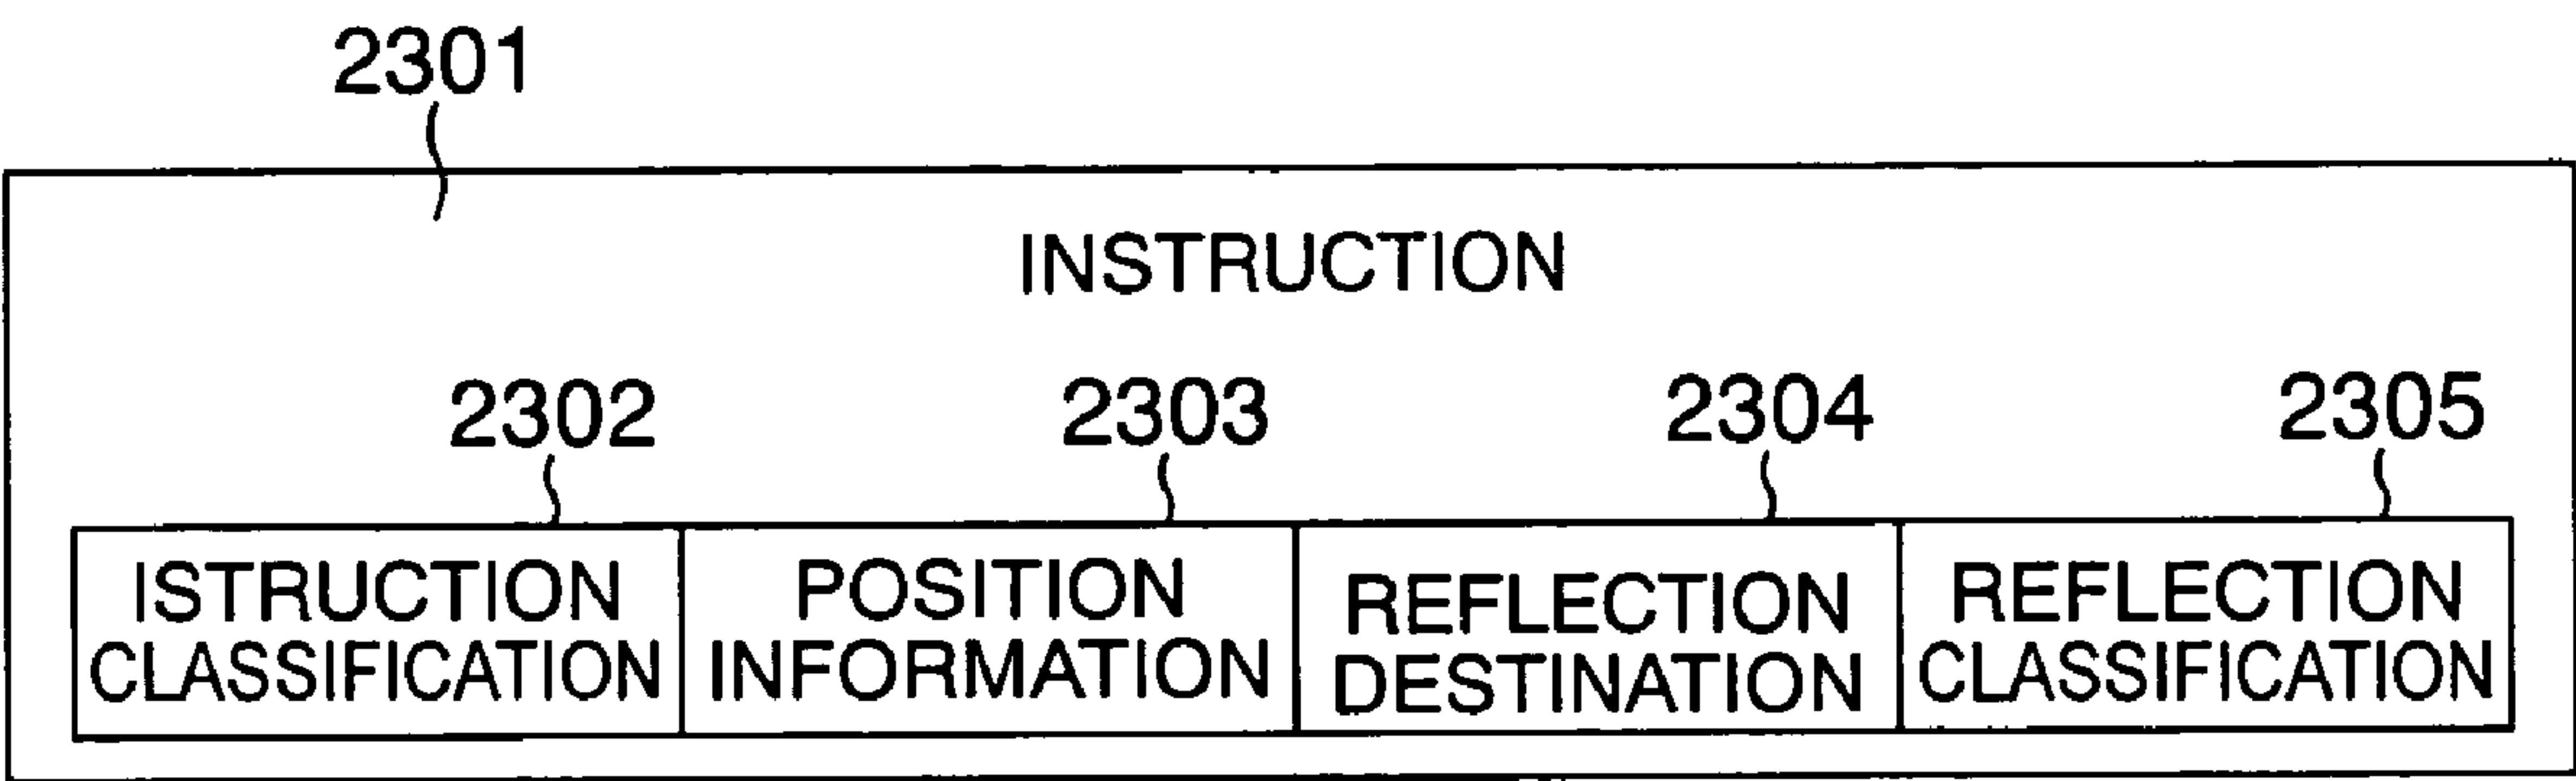 2301
INSTRUCTION
2302 2303 2304 2305
ISTRUCTION
CLASSIFICATION
POSITION
INFORMATION
REFLECTION
DESTINATION
REFLECTION
CLASSIFICATION